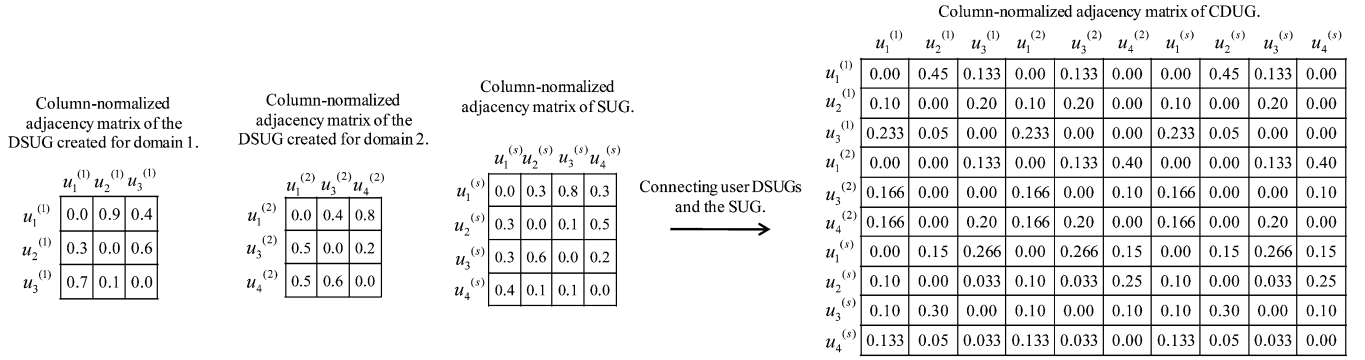 Column-normalized
adjacency matrix of the
DSUG created for domain 1.
u₁⁽¹⁾ u₂⁽¹⁾ u₃⁽¹⁾
u₁⁽¹⁾ 0.0 0.9 0.4
u₂⁽¹⁾ 0.3 0.0 0.6
u₃⁽¹⁾ 0.7 0.1 0.0
Column-normalized
adjacency matrix of the
DSUG created for domain 2.
u₁⁽²⁾ u₃⁽²⁾ u₄⁽²⁾
u₁⁽²⁾ 0.0 0.4 0.8
u₃⁽²⁾ 0.5 0.0 0.2
u₄⁽²⁾ 0.5 0.6 0.0
Column-normalized
adjacency matrix of SUG.
u₁⁽ˢ⁾ u₂⁽ˢ⁾ u₃⁽ˢ⁾ u₄⁽ˢ⁾
u₁⁽ˢ⁾ 0.0 0.3 0.8 0.3
u₂⁽ˢ⁾ 0.3 0.0 0.1 0.5
u₃⁽ˢ⁾ 0.3 0.6 0.0 0.2
u₄⁽ˢ⁾ 0.4 0.1 0.1 0.0
Connecting user DSUGs
and the SUG.
Column-normalized adjacency matrix of CDUG.
u₁⁽¹⁾ u₂⁽¹⁾ u₃⁽¹⁾ u₁⁽²⁾ u₃⁽²⁾ u₄⁽²⁾ u₁⁽ˢ⁾ u₂⁽ˢ⁾ u₃⁽ˢ⁾ u₄⁽ˢ⁾
u₁⁽¹⁾ 0.00 0.45 0.133 0.00 0.133 0.00 0.00 0.45 0.133 0.00
u₂⁽¹⁾ 0.10 0.00 0.20 0.10 0.20 0.00 0.10 0.00 0.20 0.00
u₃⁽¹⁾ 0.233 0.05 0.00 0.233 0.00 0.00 0.233 0.05 0.00 0.00
u₁⁽²⁾ 0.00 0.00 0.133 0.00 0.133 0.40 0.00 0.00 0.133 0.40
u₃⁽²⁾ 0.166 0.00 0.00 0.166 0.00 0.10 0.166 0.00 0.00 0.10
u₄⁽²⁾ 0.166 0.00 0.20 0.166 0.20 0.00 0.166 0.00 0.20 0.00
u₁⁽ˢ⁾ 0.00 0.15 0.266 0.00 0.266 0.15 0.00 0.15 0.266 0.15
u₂⁽ˢ⁾ 0.10 0.00 0.033 0.10 0.033 0.25 0.10 0.00 0.033 0.25
u₃⁽ˢ⁾ 0.10 0.30 0.00 0.10 0.00 0.10 0.10 0.30 0.00 0.10
u₄⁽ˢ⁾ 0.133 0.05 0.033 0.133 0.033 0.00 0.133 0.05 0.033 0.00